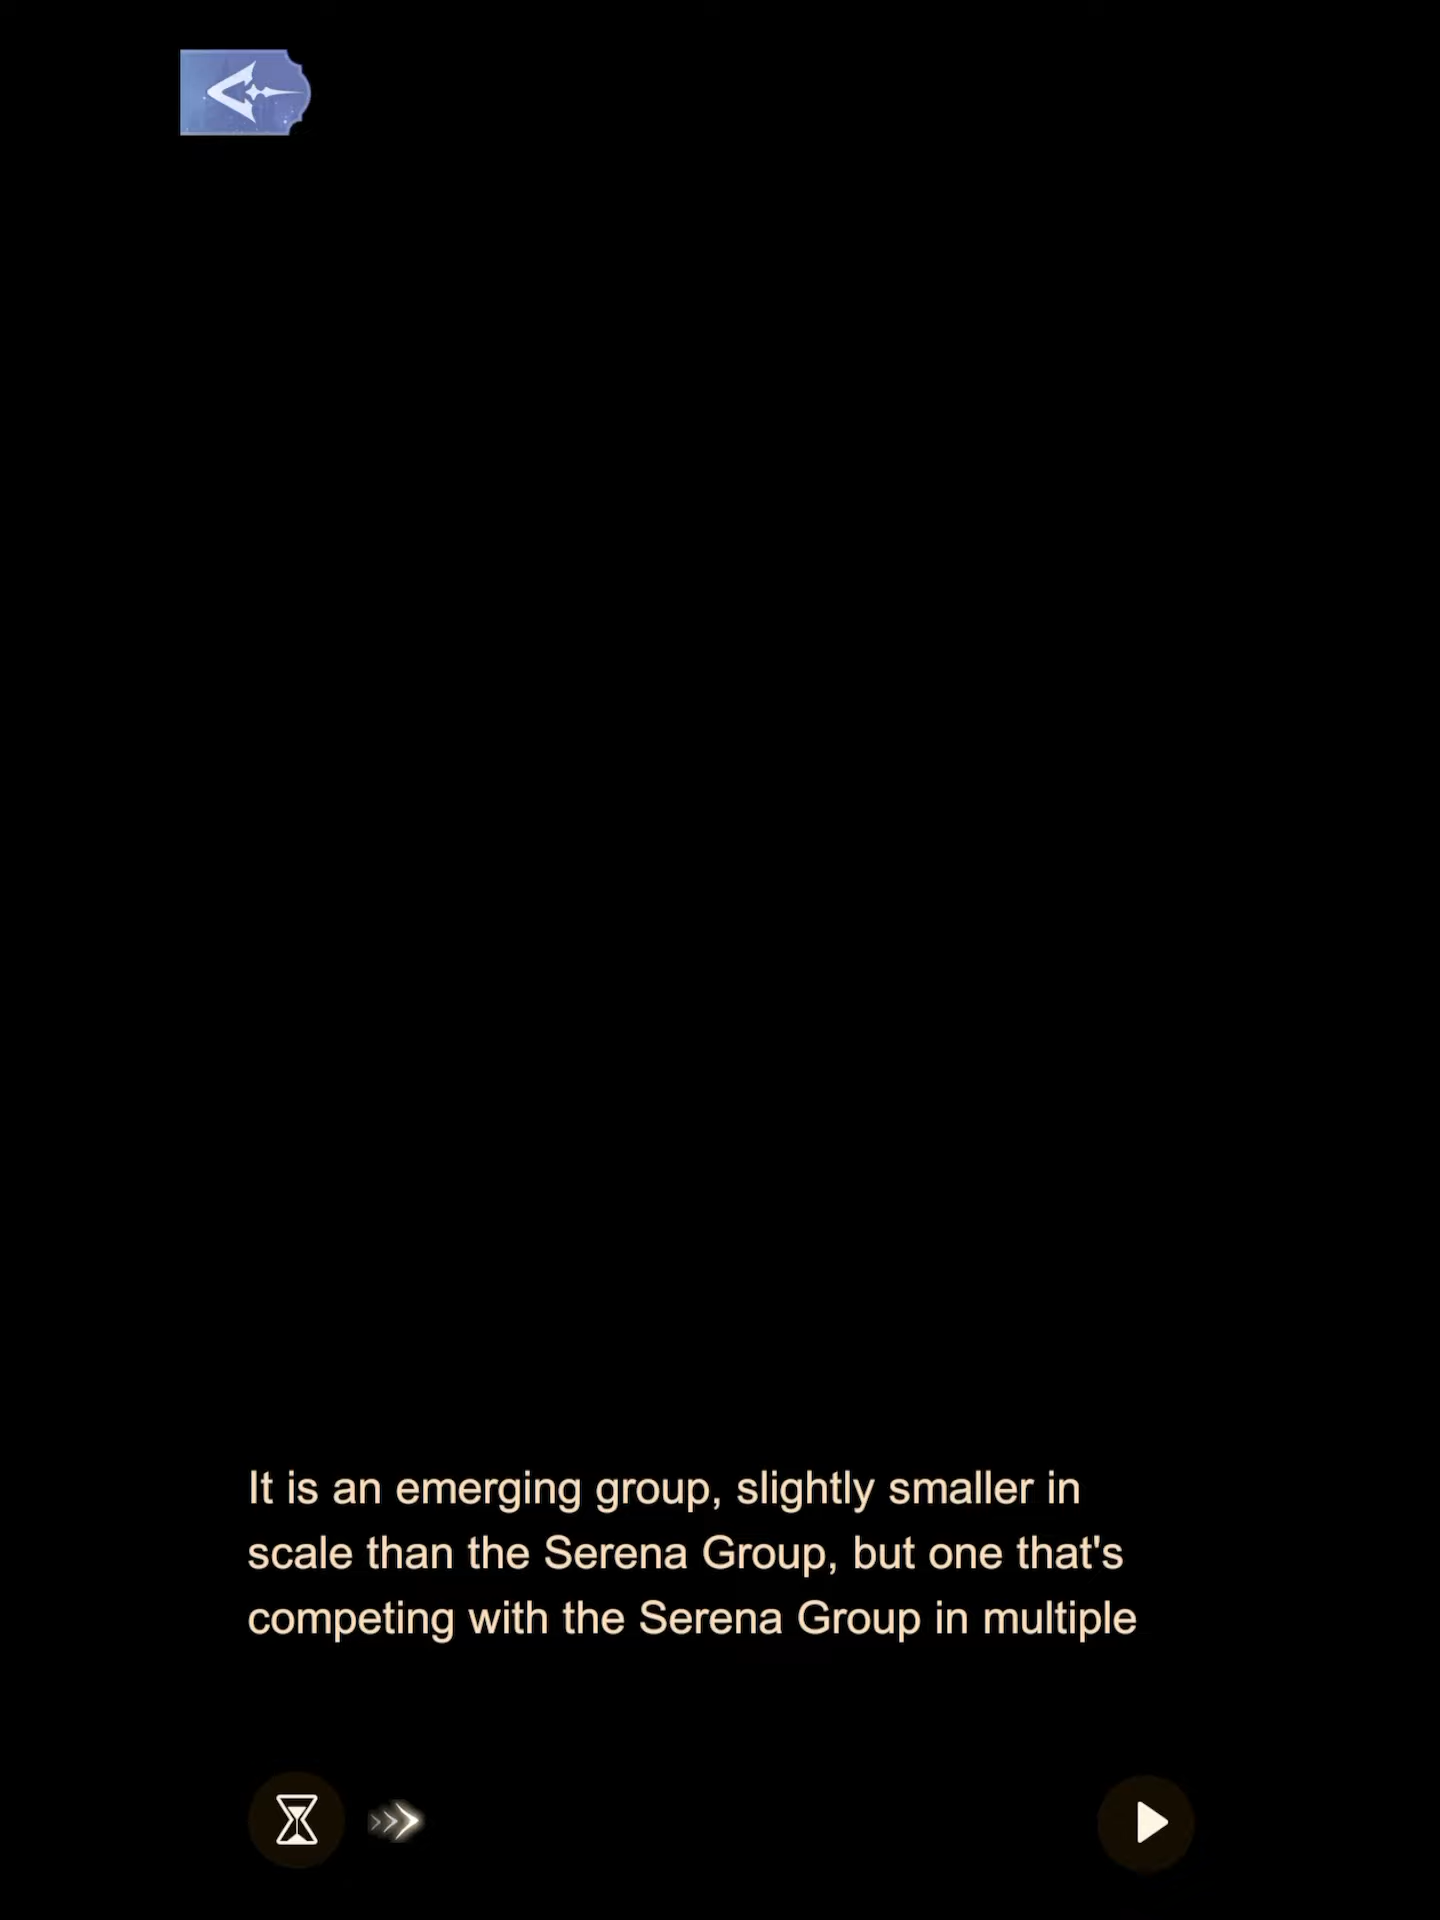 It is an emerging group, slightly smaller in
scale than the Serena Group, but one that's
competing with the Serena Group in multiple